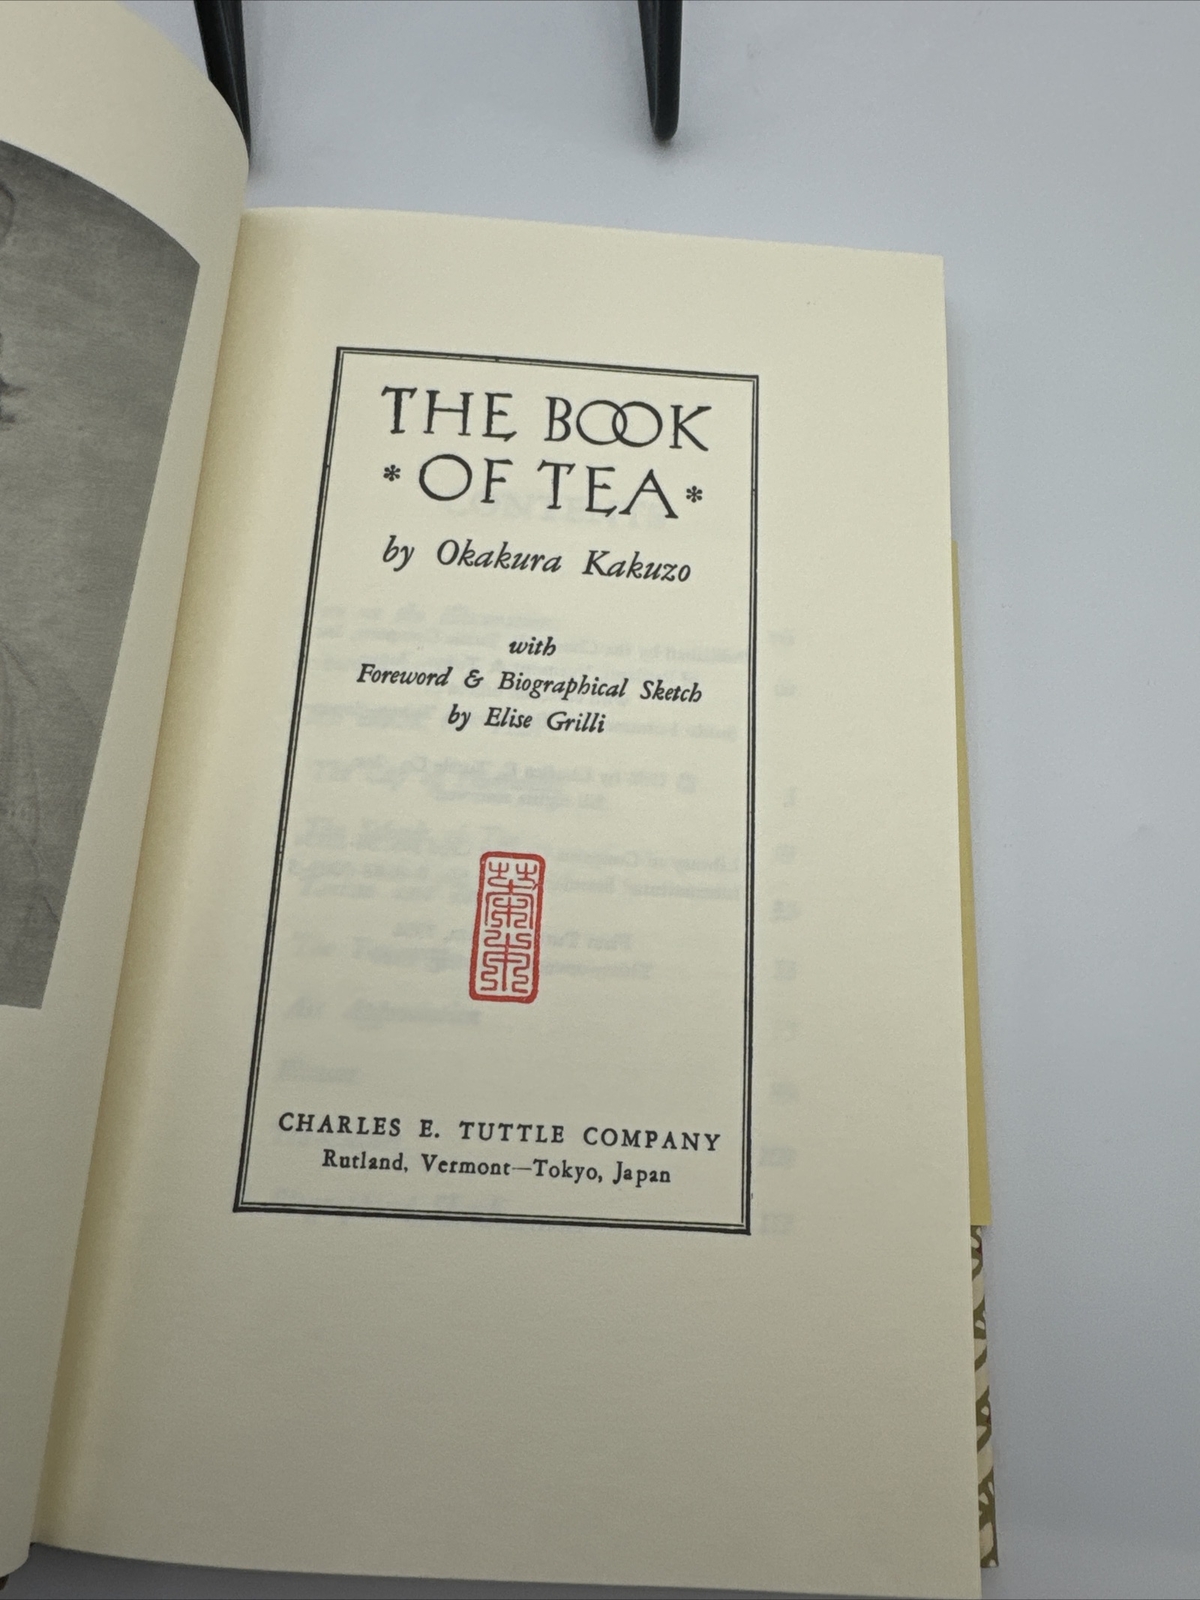 THE BOOK
* OF TEA *
by Okakura Kakuzo
with
Foreword & Biographical Sketch
by Elise Grilli
CHARLES E. TUTTLE COMPANY
Rutland, Vermont—Tokyo, Japan